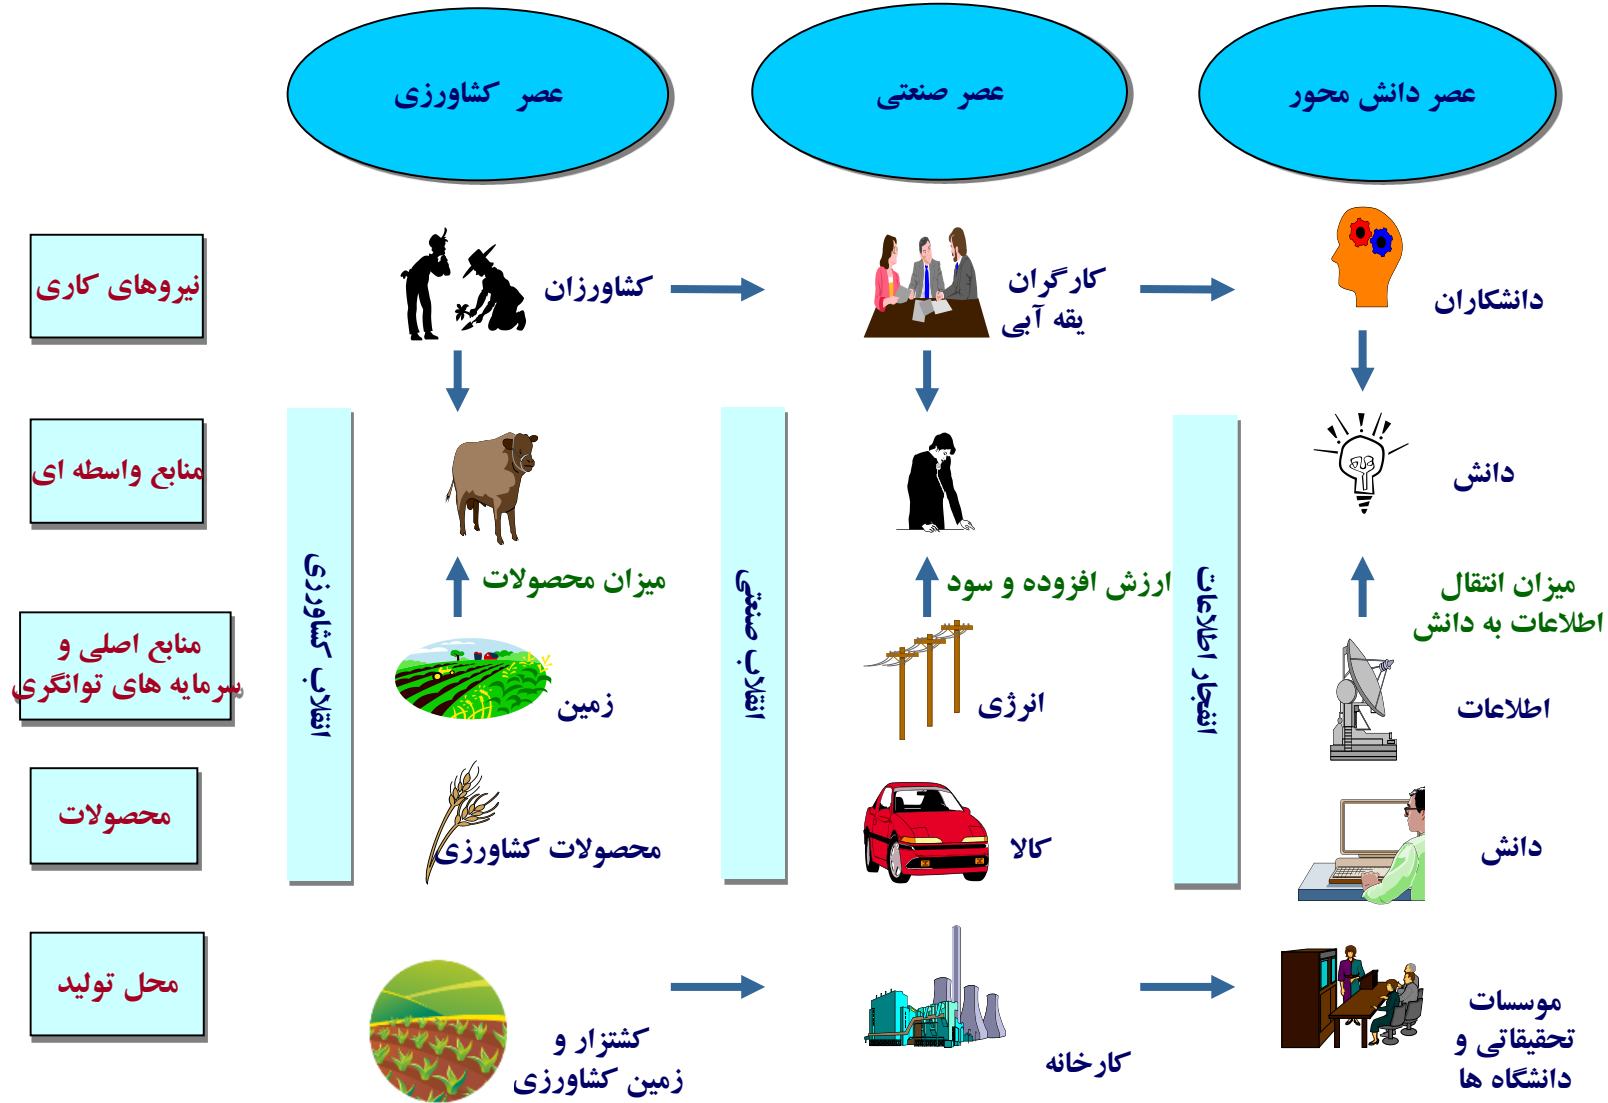 عصر کشاورزی
عصر صنعتی
عصر دانش محور
نیروهای کاری
کشاورزان
کارگران
یقه آبی
دانشکاران
منابع واسطه ای
دانش
انقلاب کشاورزی
انقلاب صنعتی
انفجار اطلاعات
میزان محصولات
ارزش افزوده و سود
میزان انتقال
اطلاعات به دانش
منابع اصلی و
سرمایه های توانگری
زمین
انرژی
اطلاعات
محصولات
محصولات کشاورزی
کالا
دانش
محل تولید
کشتزار و
زمین کشاورزی
کارخانه
موسسات
تحقیقاتی و
دانشگاه ها